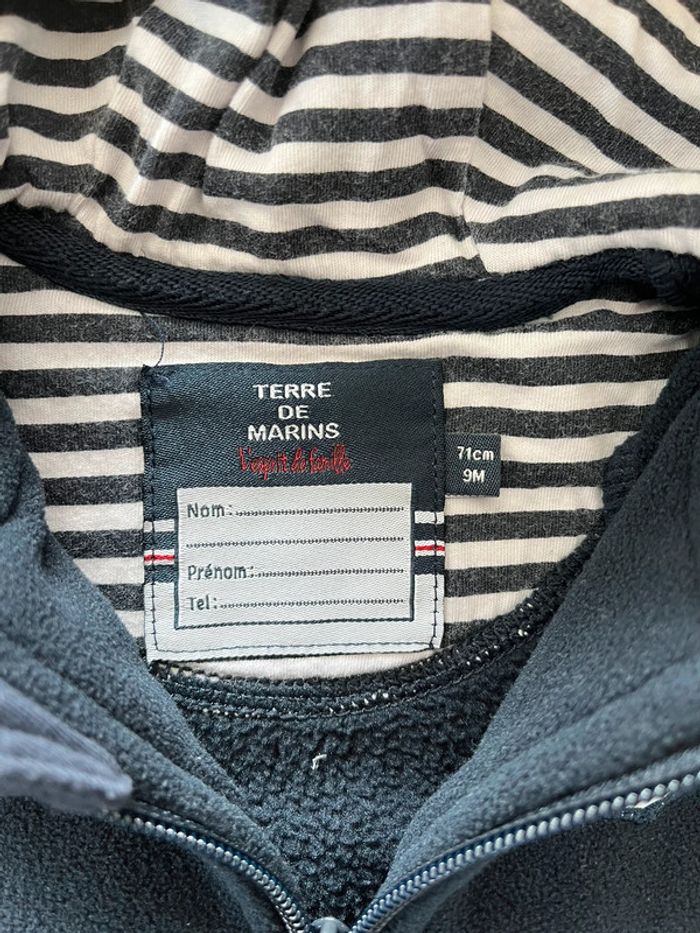 TERRE
DE
MARINS
L'esprit de famille
71cm
9M
Nom:
Prénom:
Tel: